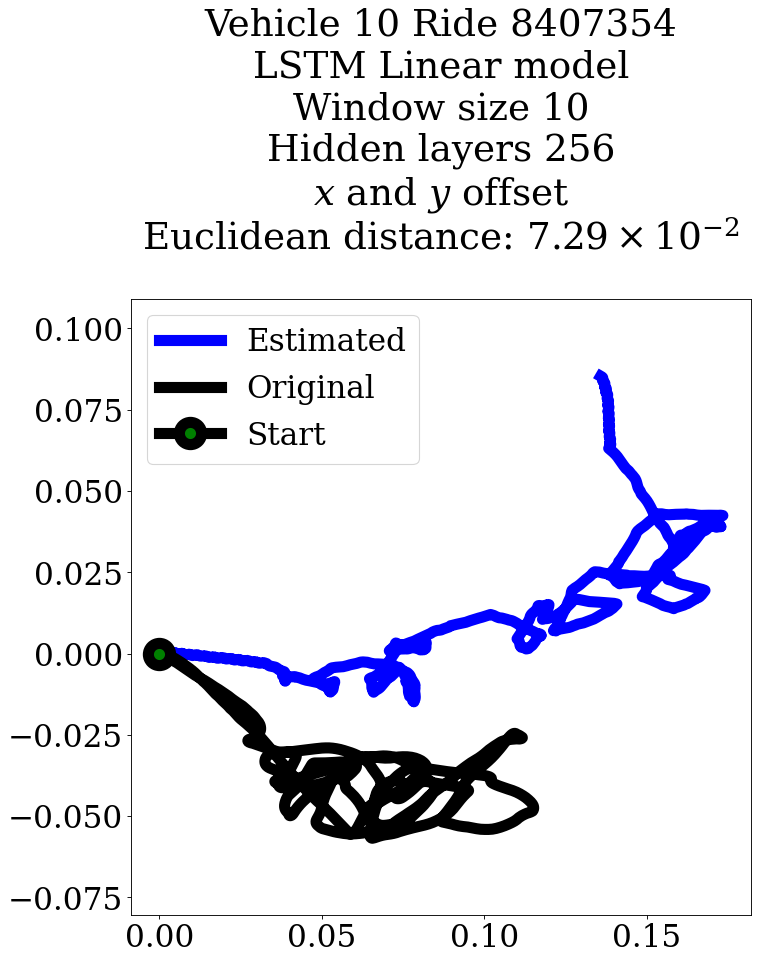 Vehicle 10 Ride 8407354
LSTM Linear model
Window size 10
Hidden layers 256
x and y offset
Euclidean distance: 7.29 × 10⁻²
Estimated
Original
Start
0.100
0.075
0.050
0.025
0.000
−0.025
−0.050
−0.075
0.00 0.05 0.10 0.15